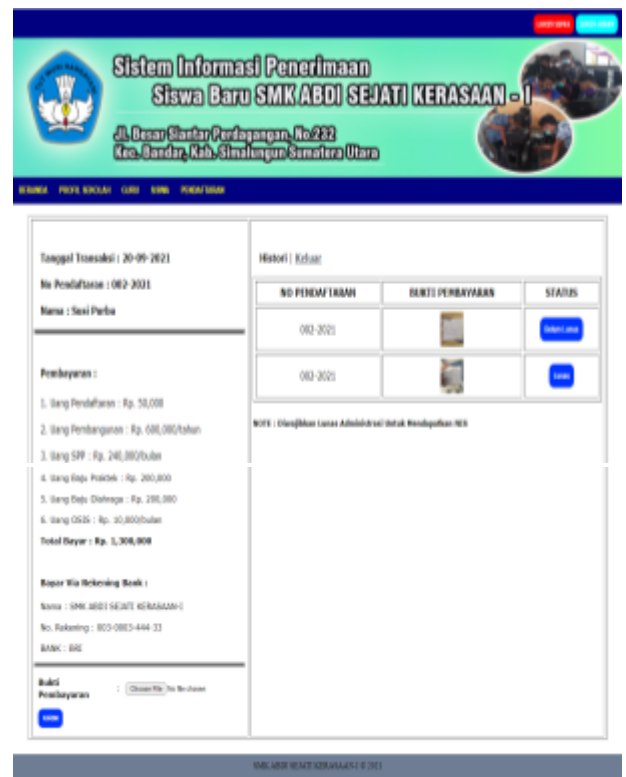 Sistem Informasi Penerimaan
Siswa Baru SMK ABDI SEJATI KERASAAN - I
Jl. Besar Siantar Perdagangan, No.232
Kec. Bandar, Kab. Simalungun Sumatera Utara
BERANDA PROFIL SEKOLAH GURU SISWA PENDAFTARAN
Tanggal Transaksi : 20-09-2021
No Pendaftaran : 002-2021
Nama : Susi Purba
Pembayaran :
1. Uang Pendaftaran : Rp. 50,000
2. Uang Pembangunan : Rp. 600,000/tahun
3. Uang SPP : Rp. 240,000/bulan
4. Uang Baju Praktek : Rp. 200,000
5. Uang Baju Olahraga : Rp. 200,000
6. Uang OSIS : Rp. 10,000/bulan
Total Bayar : Rp. 1,300,000
Bayar Via Rekening Bank :
Nama : SMK ABDI SEJATI KERASAAN-I
No. Rekening : 003-0003-444-33
BANK : BRI
Bukti
Pembayaran : Choose File No file chosen
Histori | Keluar
NO PENDAFTARAN BUKTI PEMBAYARAN STATUS
002-2021 Belum Lunas
002-2021 Lunas
NOTE : Diwajibkan Lunas Administrasi Untuk Mendapatkan NIS
SMK ABDI SEJATI KERASAAN-I © 2021